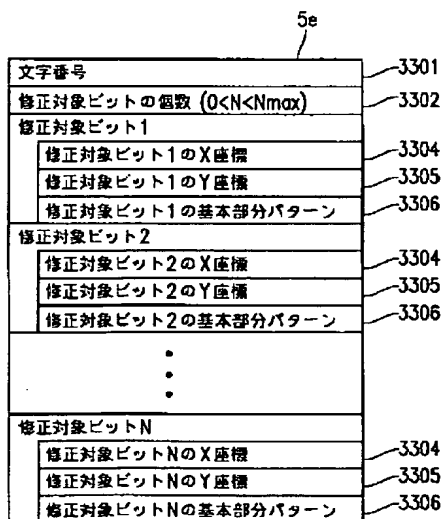 5e
文字番号 3301
修正対象ビットの個数 (0<N<Nmax) 3302
修正対象ビット1
修正対象ビット1のX座標 3304
修正対象ビット1のY座標 3305
修正対象ビット1の基本部分パターン 3306
修正対象ビット2
修正対象ビット2のX座標 3304
修正対象ビット2のY座標 3305
修正対象ビット2の基本部分パターン 3306
修正対象ビットN
修正対象ビットNのX座標 3304
修正対象ビットNのY座標 3305
修正対象ビットNの基本部分パターン 3306